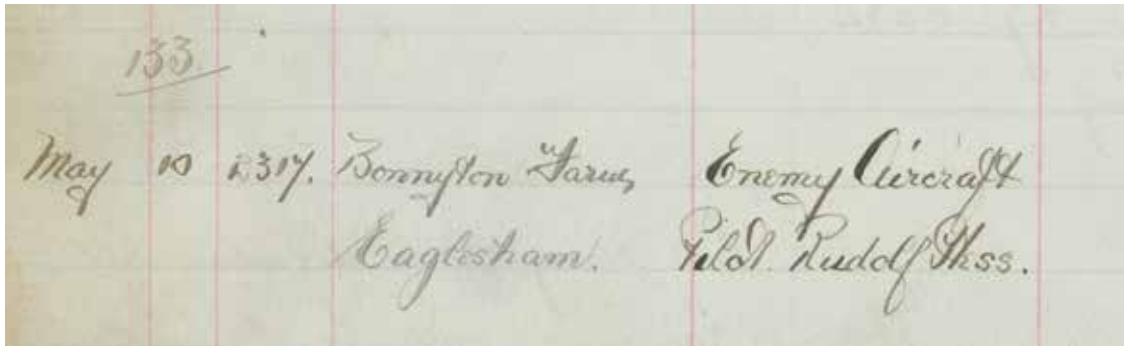 133.
May 10 2317. Bonnyton Farm, Enemy Aircraft
Eaglesham. Pilot. Rudolf Hess.